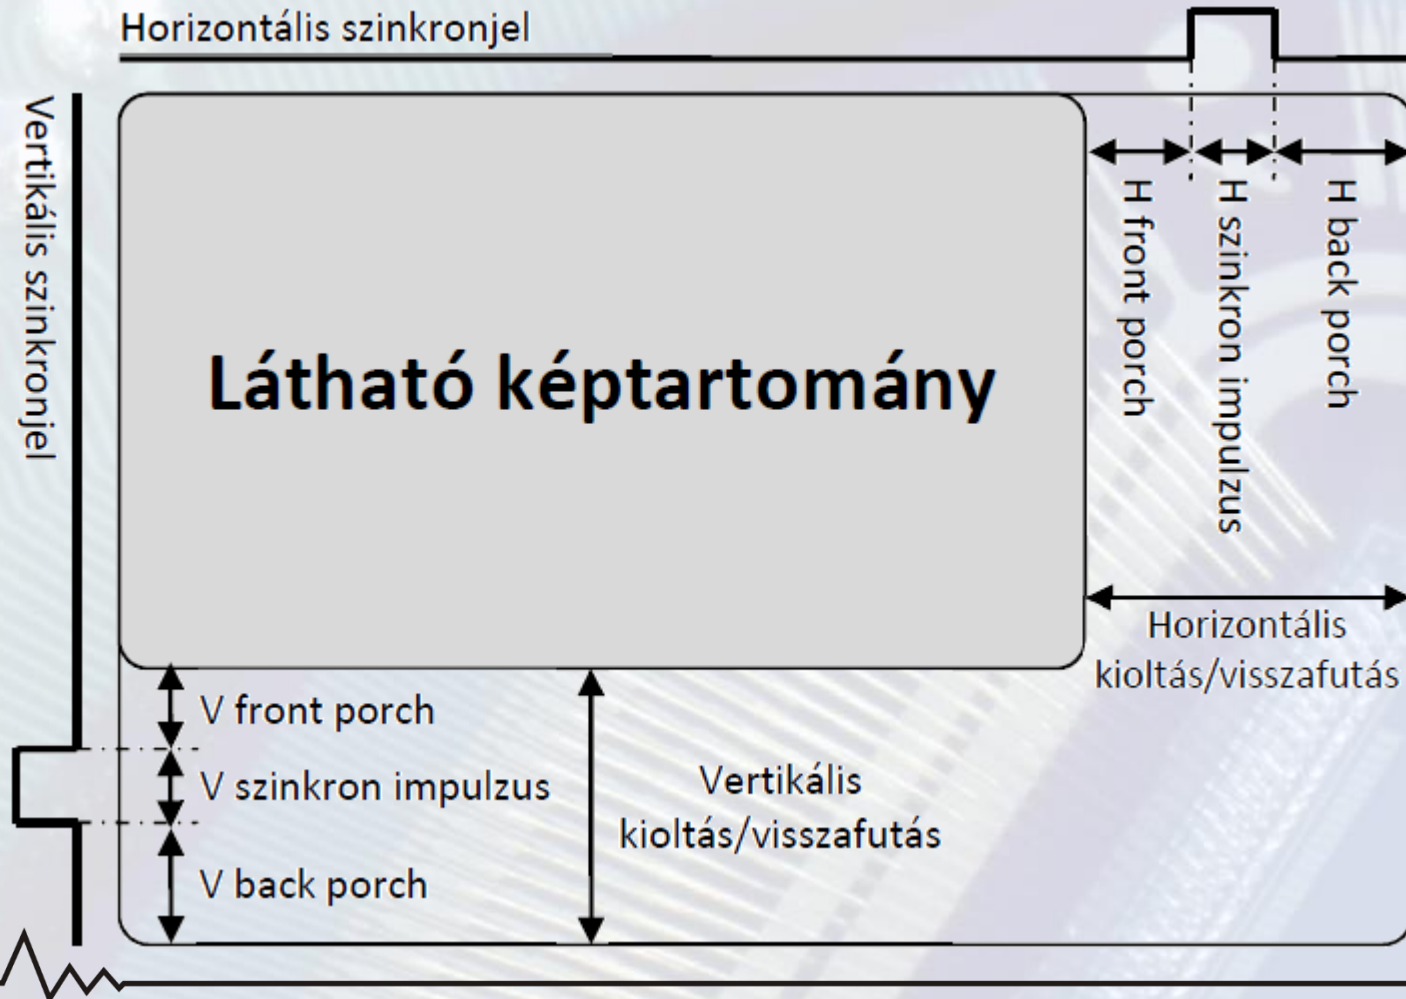 Horizontális szinkronjel
Vertikális szinkronjel
Látható képtartomány
H front porch
H szinkron impulzus
H back porch
Horizontális
kioltás/visszafutás
V front porch
V szinkron impulzus
V back porch
Vertikális
kioltás/visszafutás